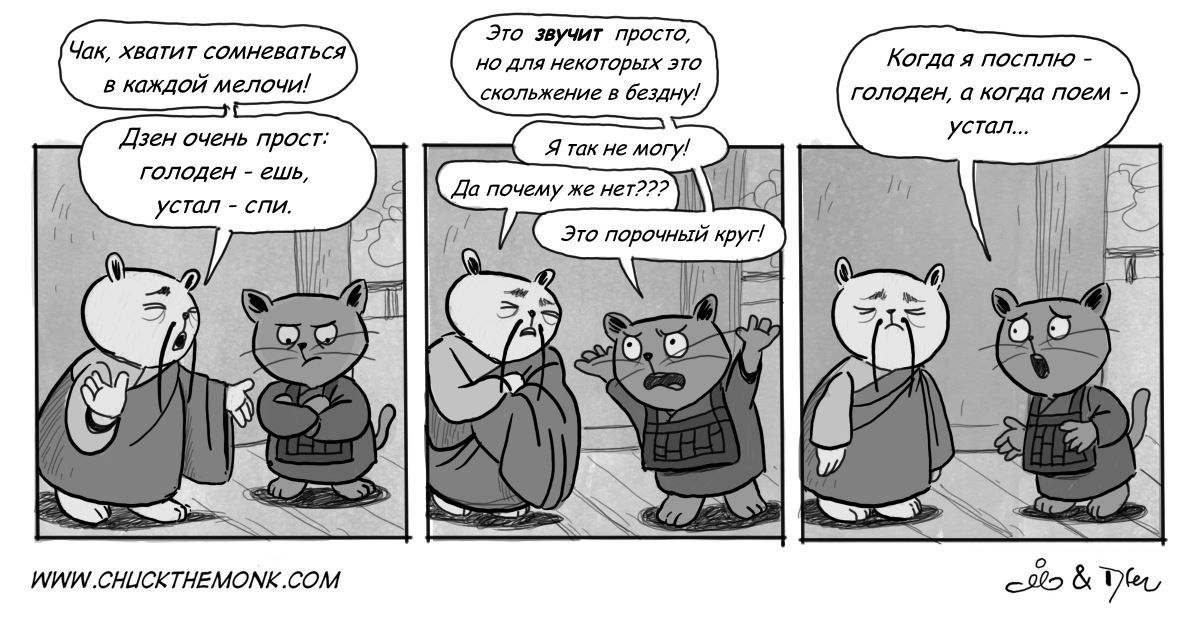 Чак, хватит сомневаться
в каждой мелочи!
Дзен очень прост:
голоден - ешь,
устал - спи.
Это звучит просто,
но для некоторых это
скольжение в бездну!
Я так не могу!
Да почему же нет???
Это порочный круг!
Когда я посплю -
голоден, а когда поем -
устал...
WWW.CHUCKTHEMONK.COM
&